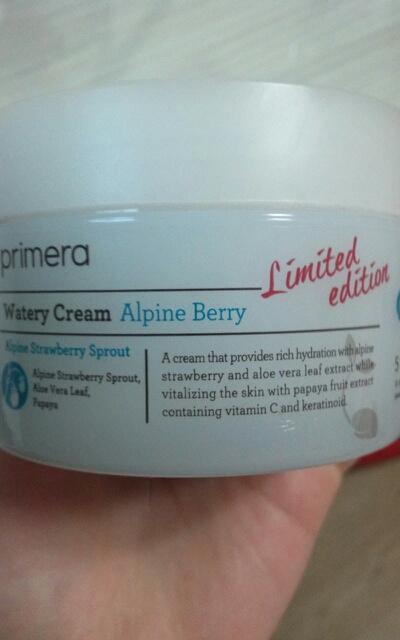 primera
Limited
edition
Watery Cream Alpine Berry
Alpine Strawberry Sprout
Alpine Strawberry Sprout,
Aloe Vera Leaf,
Papaya
A cream that provides rich hydration with alpine
strawberry and aloe vera leaf extract while
vitalizing the skin with papaya fruit extract
containing vitamin C and keratinoid.